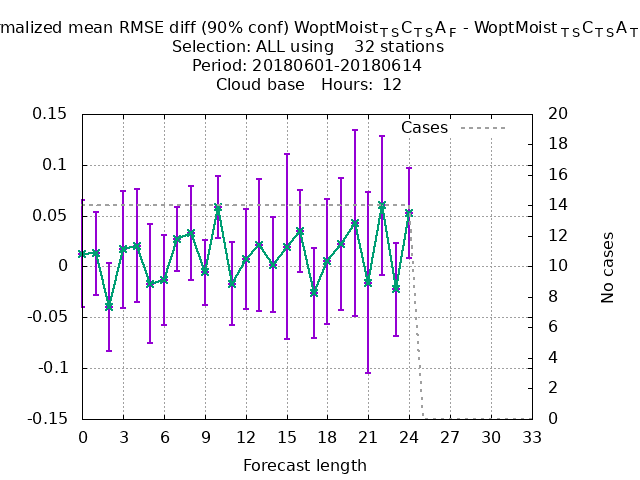 rmalized mean RMSE diff (90% conf) WoptMoist_TSC_TSA_F - WoptMoist_TSC_TSA_T
Selection: ALL using 32 stations
Period: 20180601-20180614
Cloud base Hours: 12
0.15 20
Cases
18
0.1 16
0.05 14
12
0 10
8
-0.05 6
-0.1 4
2
-0.15 0
No cases
0 3 6 9 12 15 18 21 24 27 30 33
Forecast length